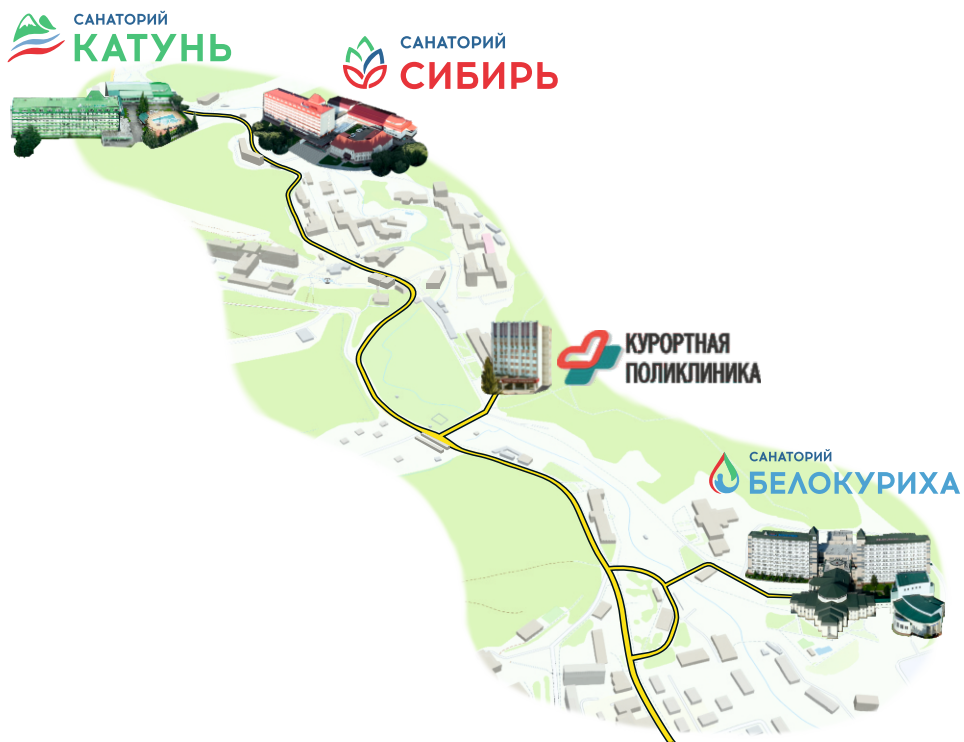 САНАТОРИЙ
КАТУНЬ
САНАТОРИЙ
СИБИРЬ
КУРОРТНАЯ
ПОЛИКЛИНИКА
САНАТОРИЙ
БЕЛОКУРИХА